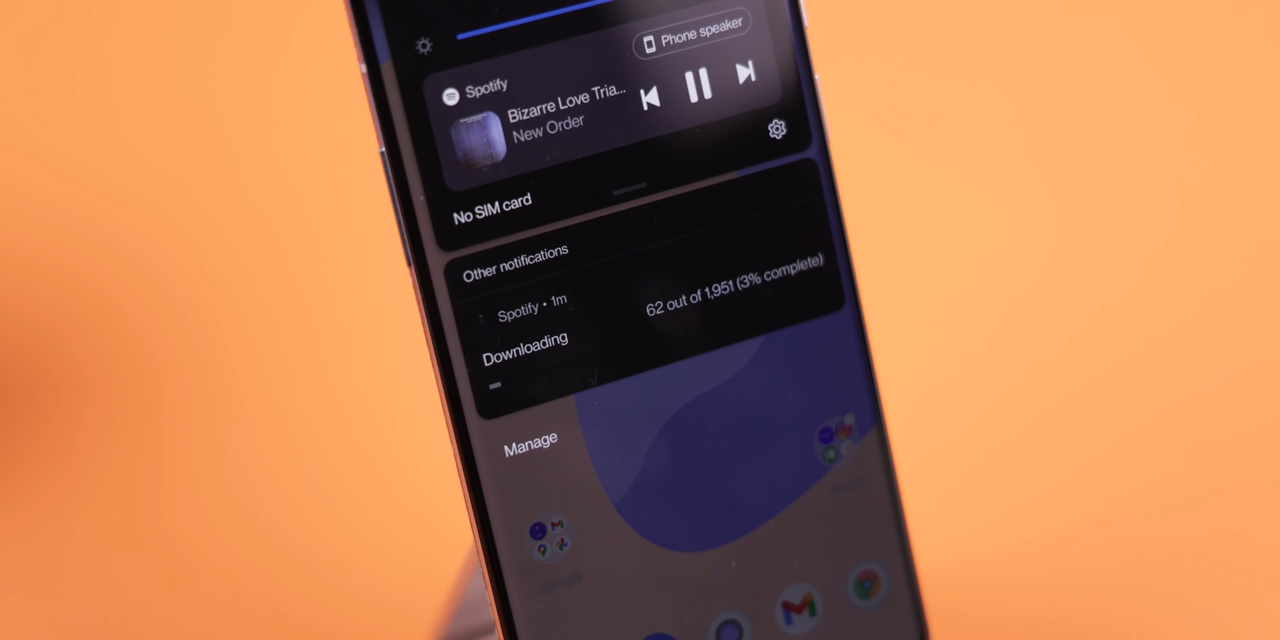 Phone speaker
Spotify
Bizarre Love Tria...
New Order
No SIM card
Other notifications
Spotify • 1m
62 out of 1,951 (3% complete)
Downloading
Manage
Google